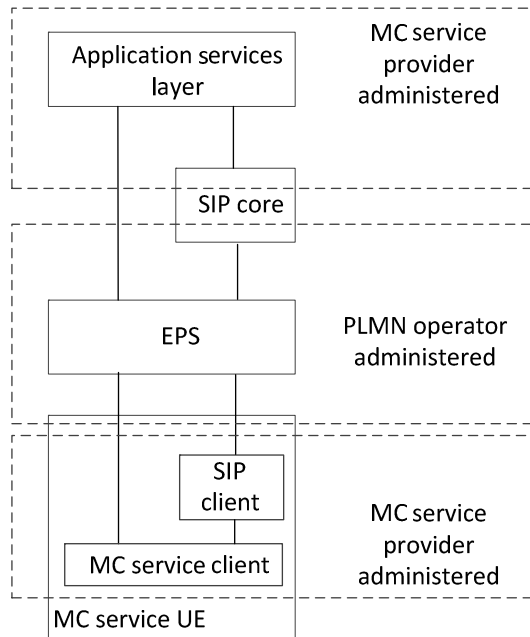 Application services
layer
MC service
provider
administered
SIP core
EPS
PLMN operator
administered
SIP
client
MC service client
MC service
provider
administered
MC service UE